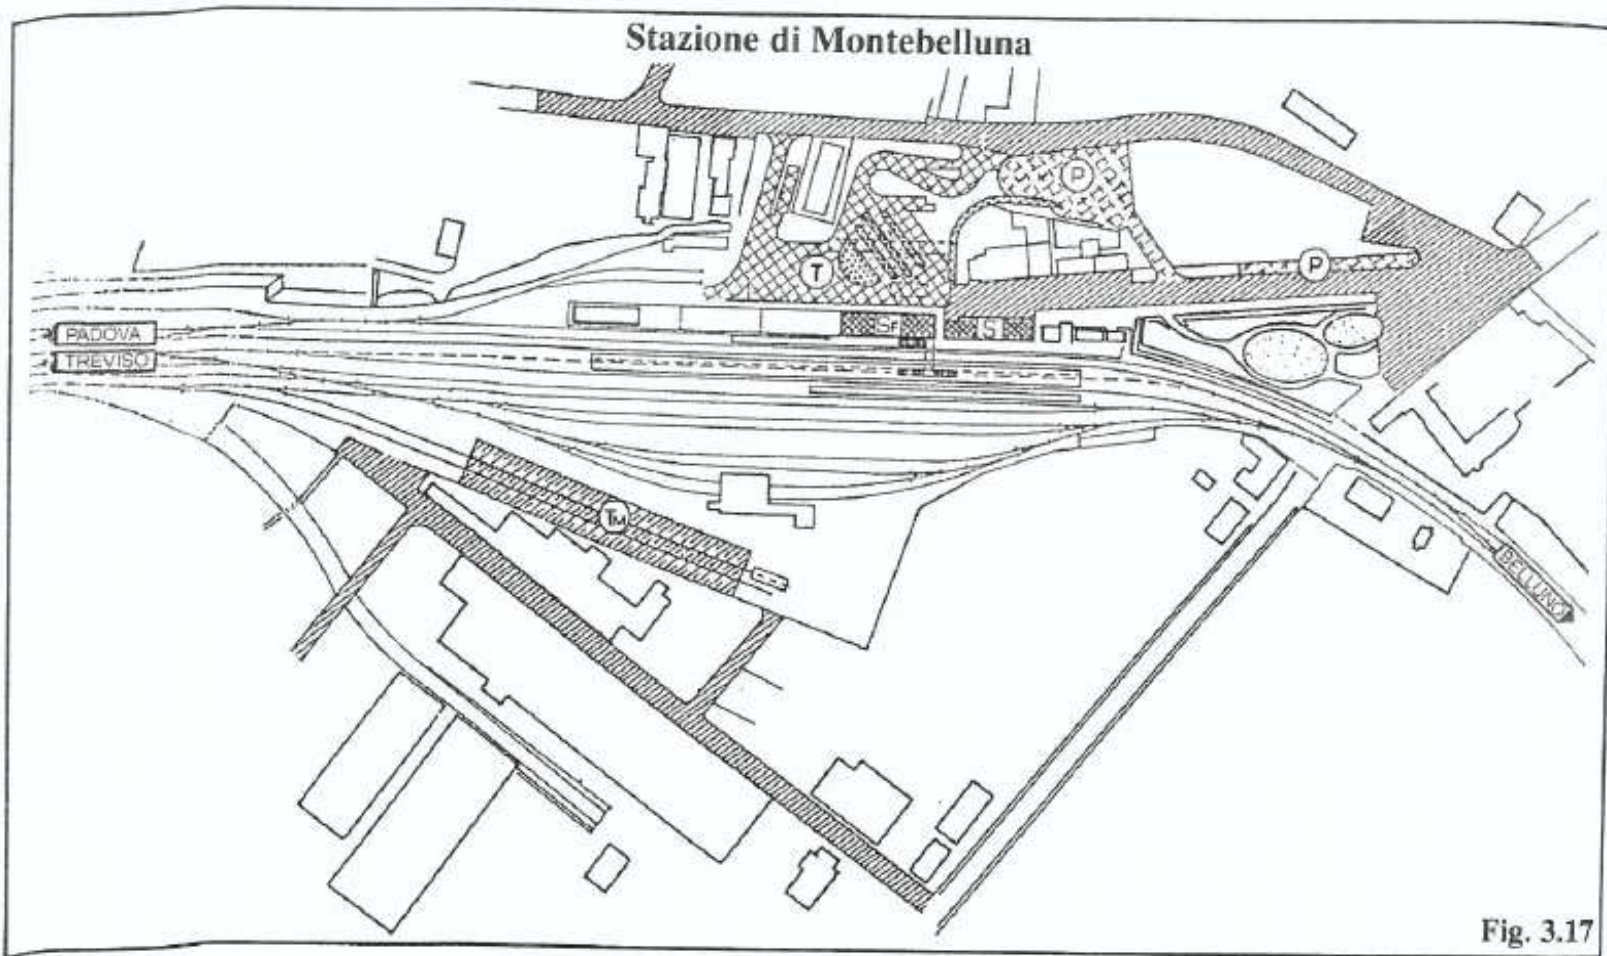 Stazione di Montebelluna
P
T
P
PADOVA
SF
S
TREVISO
TM
BELLUNO
Fig. 3.17